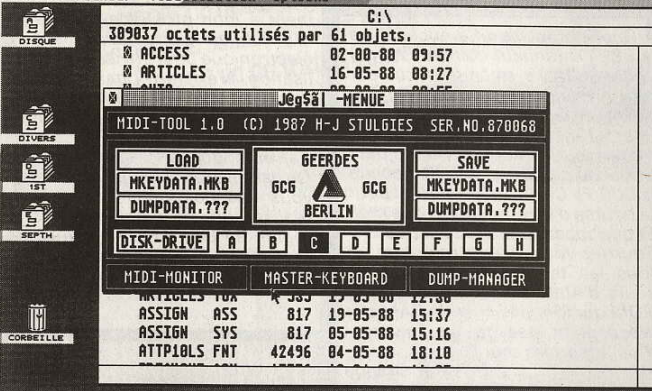 C:\
309037 octets utilisés par 61 objets.
DISQUE
ACCESS 02-00-80 09:57
ARTICLES 16-05-88 08:27
J@g$ã| -MENUE
MIDI-TOOL 1.0 (C) 1987 H-J STULGIES SER.NO.870068
DIVERS
LOAD GEERDES SAVE
1ST
MKEYDATA.MKB GCG GCG MKEYDATA.MKB
DUMPDATA.??? BERLIN DUMPDATA.???
SEPTH
DISK-DRIVE A B C D E F G H
MIDI-MONITOR MASTER-KEYBOARD DUMP-MANAGER
ASSIGN ASS 817 19-05-88 15:37
CORBEILLE
ASSIGN SYS 817 05-05-88 15:16
ATTP10LS FNT 42496 04-05-88 18:10